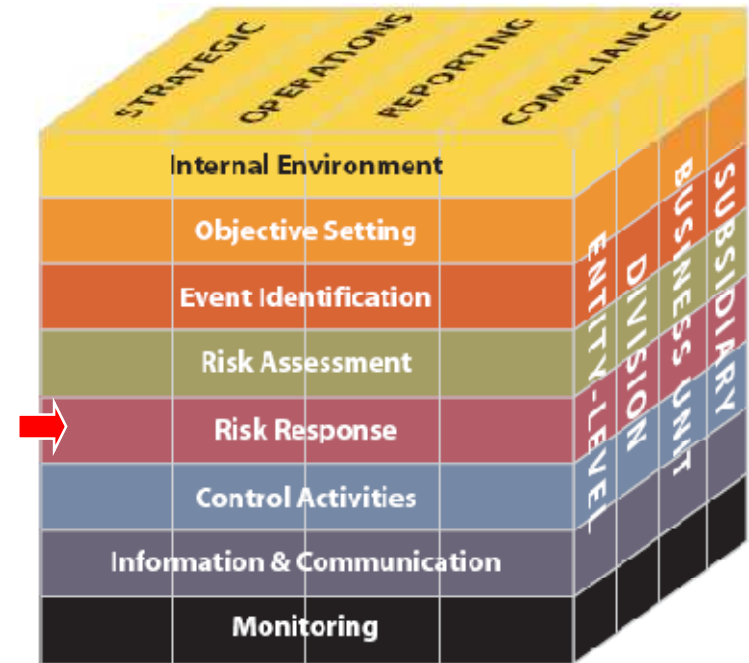 STRATEGIC
OPERATIONS
REPORTING
COMPLIANCE
Internal Environment
Objective Setting
Event Identification
Risk Assessment
Risk Response
Control Activities
Information & Communication
Monitoring
ENTITY-LEVEL
DIVISION
BUSINESS UNIT
SUBSIDIARY